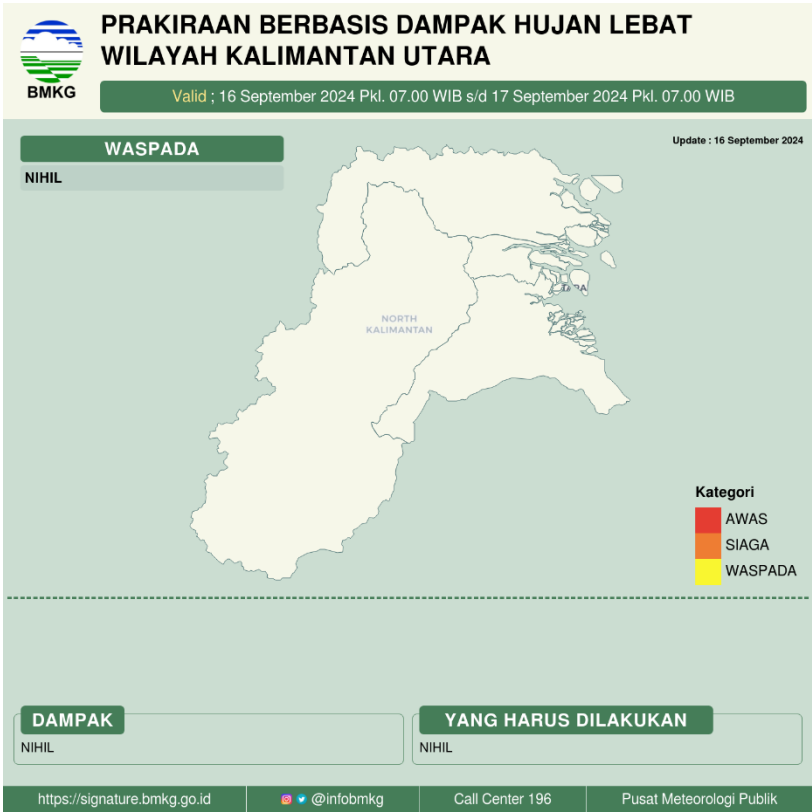 PRAKIRAAN BERBASIS DAMPAK HUJAN LEBAT
WILAYAH KALIMANTAN UTARA
BMKG
Valid ; 16 September 2024 Pkl. 07.00 WIB s/d 17 September 2024 Pkl. 07.00 WIB
Update : 16 September 2024
WASPADA
NIHIL
NORTH
KALIMANTAN
Kategori
AWAS
SIAGA
WASPADA
DAMPAK
NIHIL
YANG HARUS DILAKUKAN
NIHIL
https://signature.bmkg.go.id
@infobmkg
Call Center 196
Pusat Meteorologi Publik